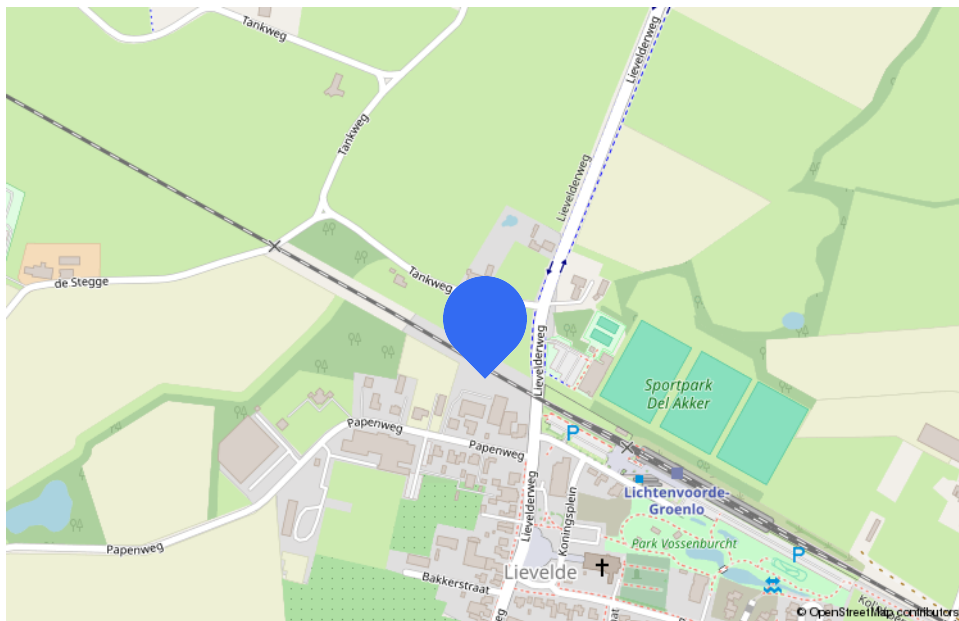 Tankweg
Lievelderweg
Tankweg
Lievelderweg
de Stegge
Tankweg
Lievelderweg
Sportpark
Del Akker
Papenweg
P
Papenweg
Lievelderweg
Koningsplein
Lichtenvoorde-
Groenlo
Papenweg
Park Vossenburcht
P
Lievelde
Bakkerstraat
© OpenStreetMap contributors